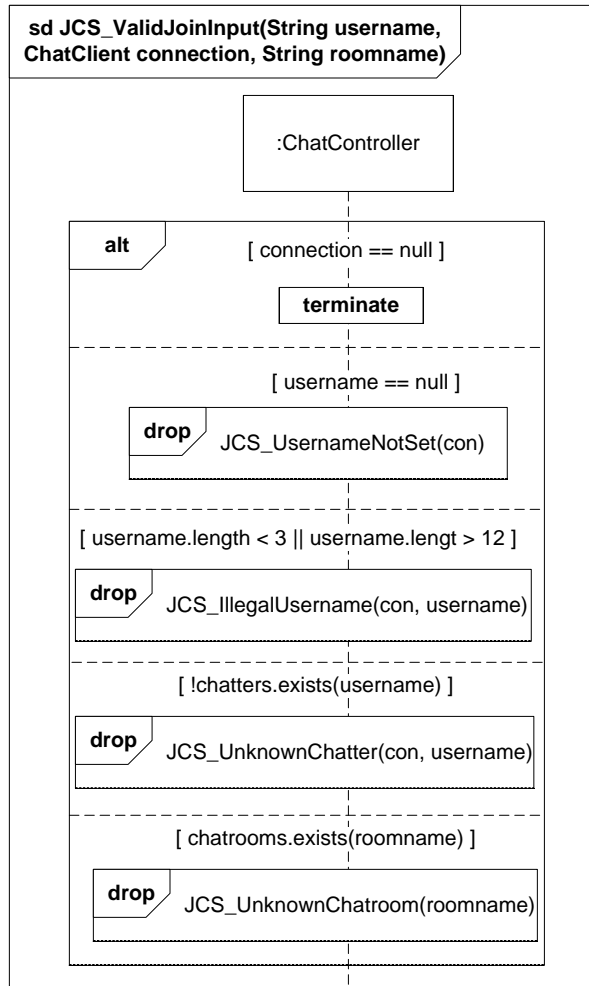 sd JCS_ValidJoinInput(String username,
ChatClient connection, String roomname)
:ChatController
alt
[ connection == null ]
terminate
[ username == null ]
drop
JCS_UsernameNotSet(con)
[ username.length < 3 || username.lengt > 12 ]
drop
JCS_IllegalUsername(con, username)
[ !chatters.exists(username) ]
drop
JCS_UnknownChatter(con, username)
[ chatrooms.exists(roomname) ]
drop
JCS_UnknownChatroom(roomname)